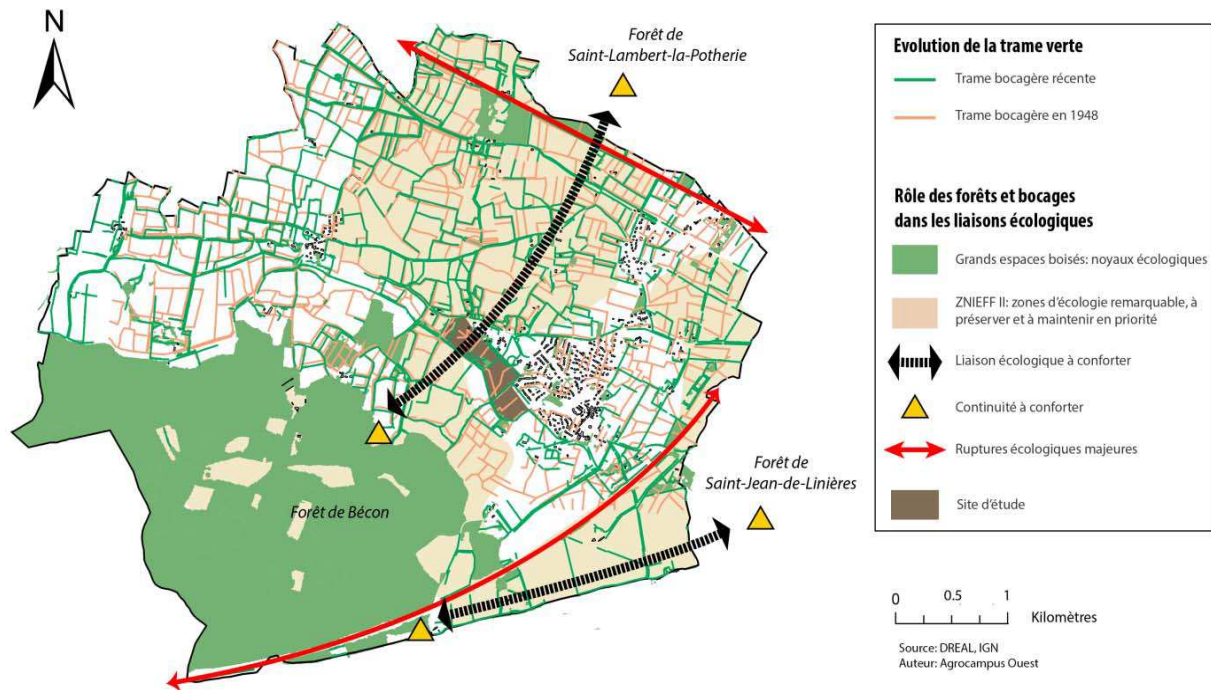 N
Forêt de
Saint-Lambert-la-Potherie
Forêt de
Saint-Jean-de-Linières
Forêt de Bécon
Evolution de la trame verte
Trame bocagère récente
Trame bocagère en 1948
Rôle des forêts et bocages
dans les liaisons écologiques
Grands espaces boisés: noyaux écologiques
ZNIEFF II: zones d'écologie remarquable, à
préserver et à maintenir en priorité
Liaison écologique à conforter
Continuité à conforter
Ruptures écologiques majeures
Site d'étude
0 0.5 1
Kilomètres
Source: DREAL, IGN
Auteur: Agrocampus Ouest